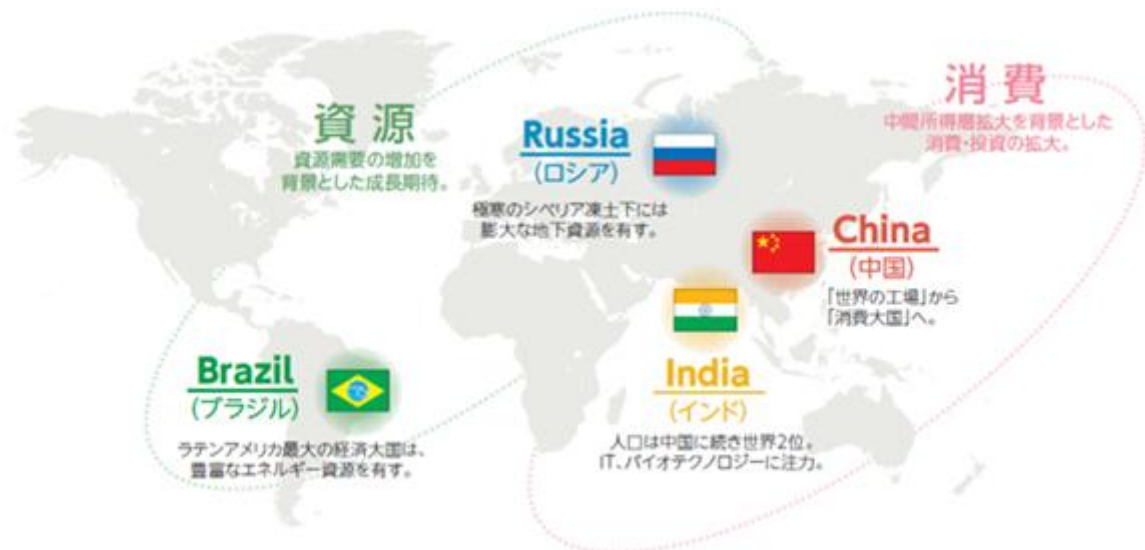 資源
資源需要の増加を
背景とした成長期待。
消費
中間所得層拡大を背景とした
消費・投資の拡大。
Russia
(ロシア)
極寒のシベリア凍土下には
膨大な地下資源を有す。
China
(中国)
「世界の工場」から
「消費大国」へ。
Brazil
(ブラジル)
ラテンアメリカ最大の経済大国は、
豊富なエネルギー資源を有す。
India
(インド)
人口は中国に続き世界2位。
IT、バイオテクノロジーに注力。